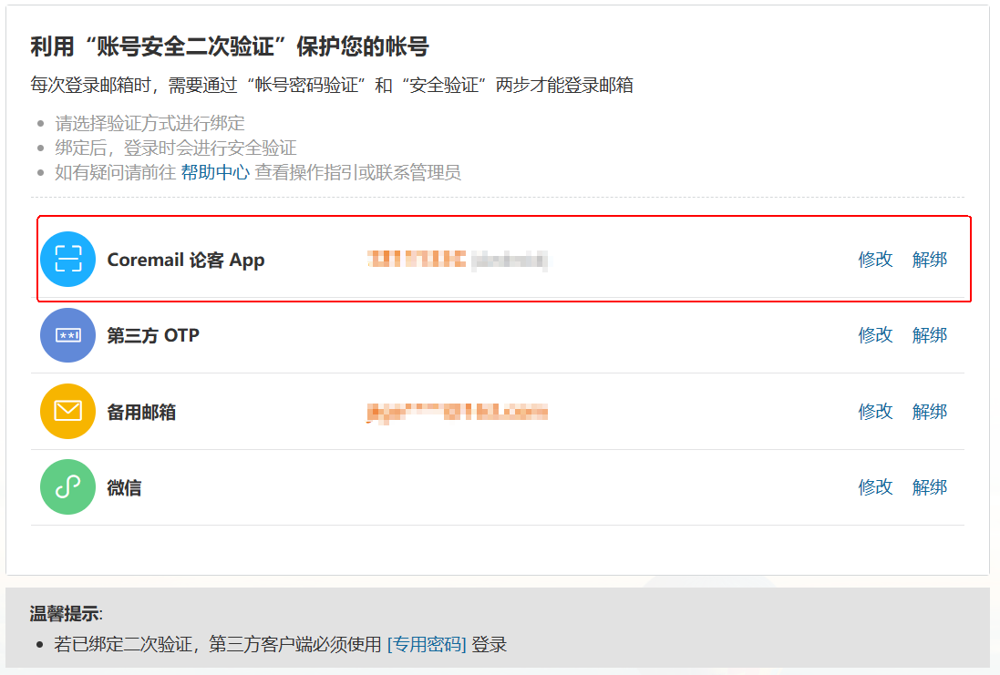 利用“账号安全二次验证”保护您的帐号
每次登录邮箱时，需要通过“帐号密码验证”和“安全验证”两步才能登录邮箱
请选择验证方式进行绑定
绑定后，登录时会进行安全验证
如有疑问请前往 帮助中心 查看操作指引或联系管理员
Coremail 论客 App 修改 解绑
第三方 OTP 修改 解绑
备用邮箱 修改 解绑
微信 修改 解绑
温馨提示:
若已绑定二次验证，第三方客户端必须使用 [专用密码] 登录